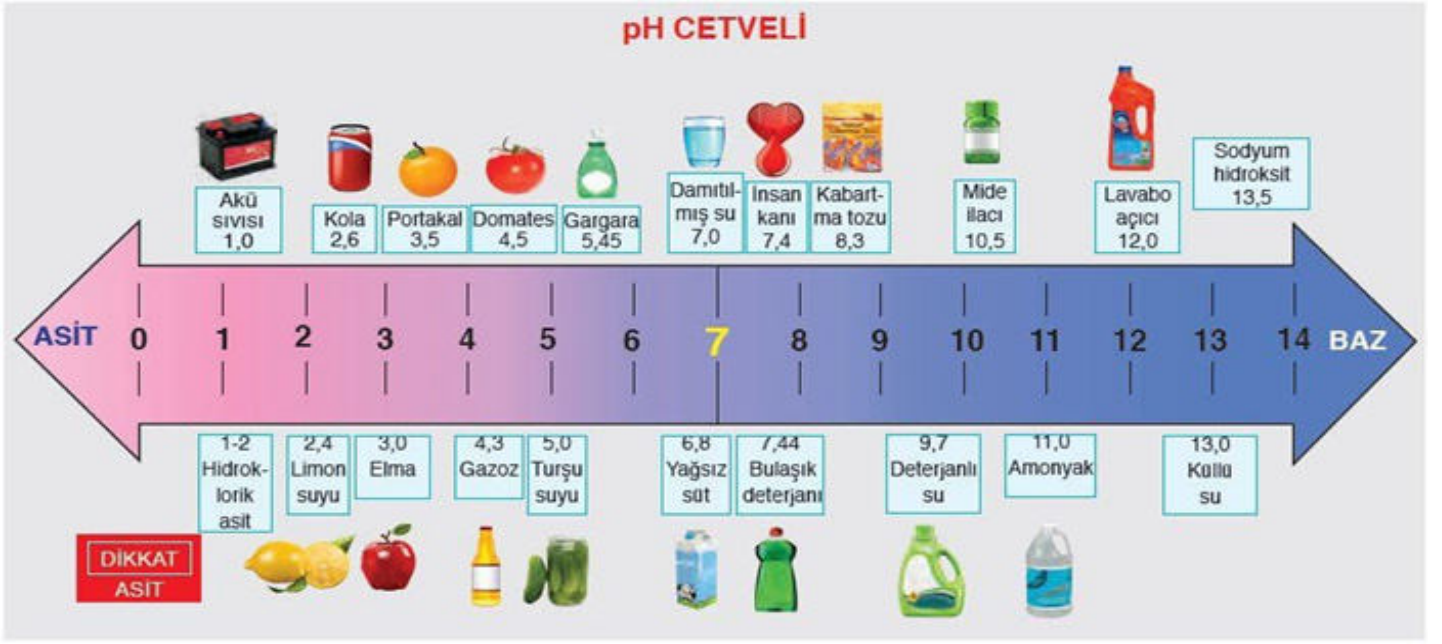 pH CETVELİ
Akü
sıvısı
1,0
Kola
2,6
Portakal
3,5
Domates
4,5
Gargara
5,45
Damıtıl-
mış su
7,0
İnsan
kanı
7,4
Kabart-
ma tozu
8,3
Mide
ilacı
10,5
Lavabo
açıcı
12,0
Sodyum
hidroksit
13,5
ASİT 0 1 2 3 4 5 6 7 8 9 10 11 12 13 14 BAZ
1-2
Hidrok-
lorik
asit
2,4
Limon
suyu
3,0
Elma
4,3
Gazoz
5,0
Turşu
suyu
6,8
Yağsız
süt
7,44
Bulaşık
deterjanı
9,7
Deterjanlı
su
11,0
Amonyak
13,0
Küllü
su
DİKKAT
ASİT